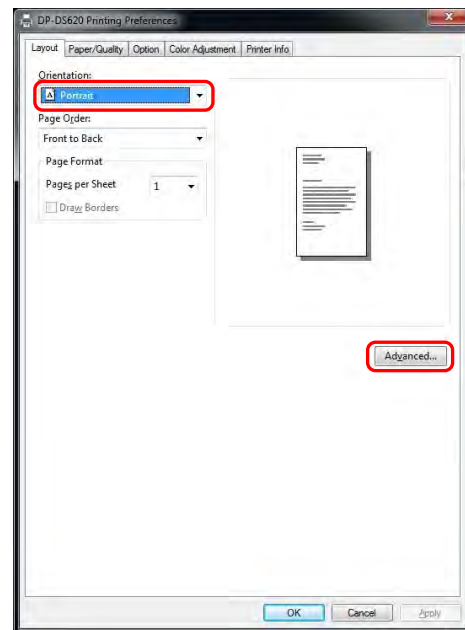 DP-DS620 Printing Preferences
Layout Paper/Quality Option Color Adjustment Printer Info
Orientation:
A Portrait
Page Order:
Front to Back
Page Format
Pages per Sheet 1
Draw Borders
Advanced...
OK Cancel Apply